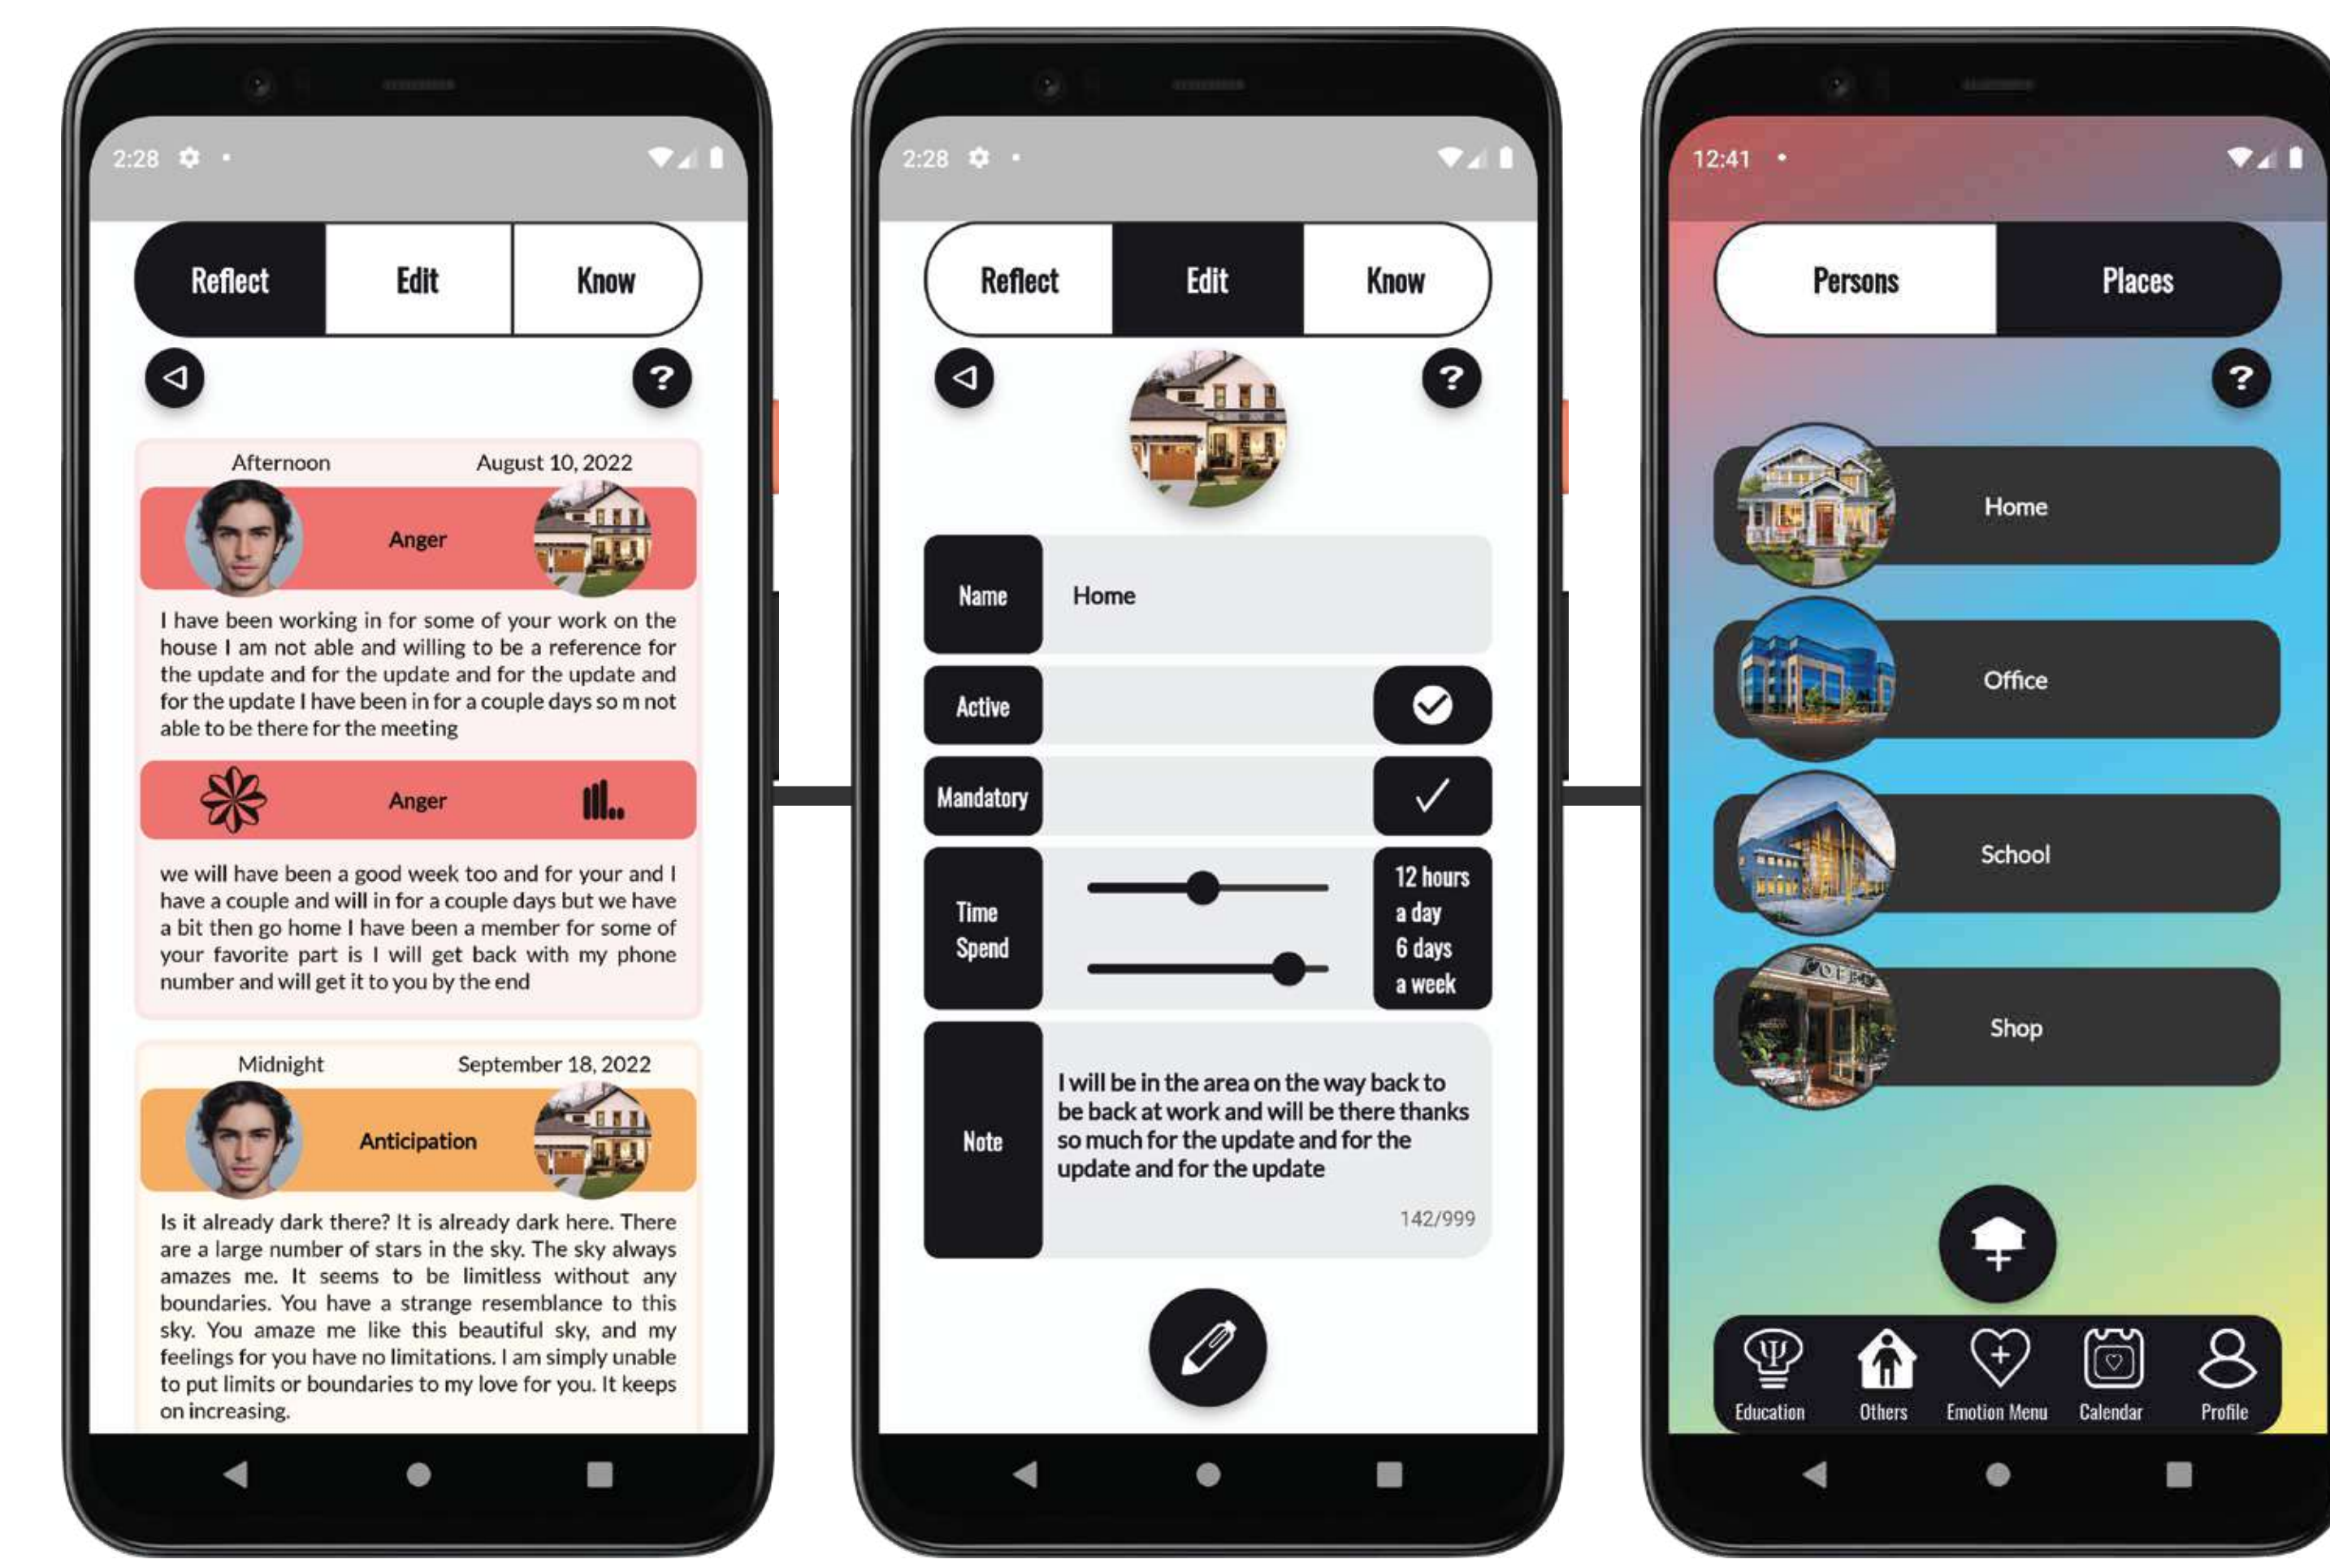 2:28
Reflect Edit Know
?
Afternoon August 10, 2022
Anger
I have been working in for some of your work on the
house I am not able and willing to be a reference for
the update and for the update and for the update and
for the update I have been in for a couple days so m not
able to be there for the meeting
Anger
we will have been a good week too and for your and I
have a couple and will in for a couple days but we have
a bit then go home I have been a member for some of
your favorite part is I will get back with my phone
number and will get it to you by the end
Midnight September 18, 2022
Anticipation
Is it already dark there? It is already dark here. There
are a large number of stars in the sky. The sky always
amazes me. It seems to be limitless without any
boundaries. You have a strange resemblance to this
sky. You amaze me like this beautiful sky, and my
feelings for you have no limitations. I am simply unable
to put limits or boundaries to my love for you. It keeps
on increasing.
2:28
Reflect Edit Know
?
Name Home
Active
Mandatory
Time
Spend
12 hours
a day
6 days
a week
Note
I will be in the area on the way back to
be back at work and will be there thanks
so much for the update and for the
update and for the update
142/999
12:41
Persons Places
?
Home
Office
School
Shop
Education Others Emotion Menu Calendar Profile